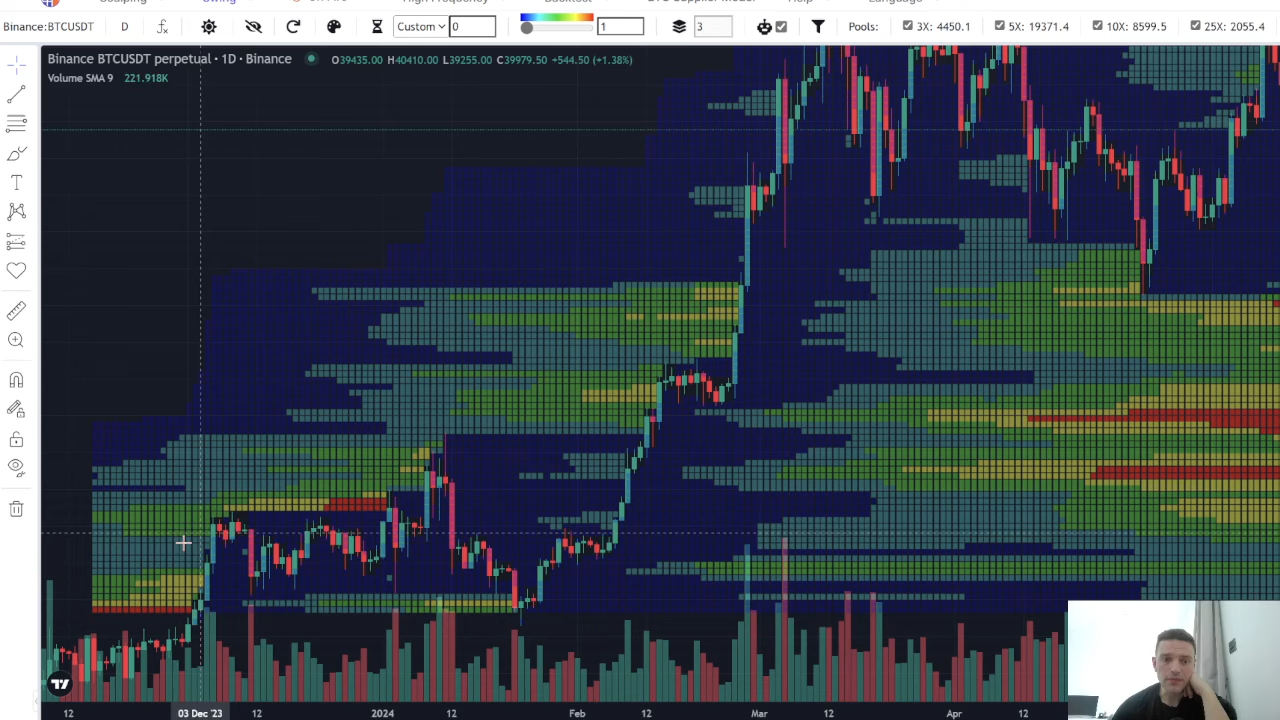 Binance:BTCUSDT D Custom 0 1 3 Pools: 3X: 4450.1 5X: 19371.4 10X: 8599.5 25X: 2055.4
Binance BTCUSDT perpetual · 1D · Binance O39435.00 H40410.00 L39255.00 C39979.50 +544.50 (+1.38%)
Volume SMA 9 221.918K
12 03 Dec '23 12 2024 12 Feb 12 Mar 12 Apr 12